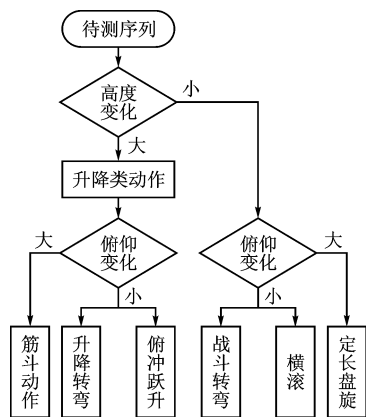 待测序列
高度
变化
小
大
升降类动作
大
俯仰
变化
小
俯仰
变化
大
小
筋斗动作
升降转弯
俯冲跃升
战斗转弯
横滚
定长盘旋